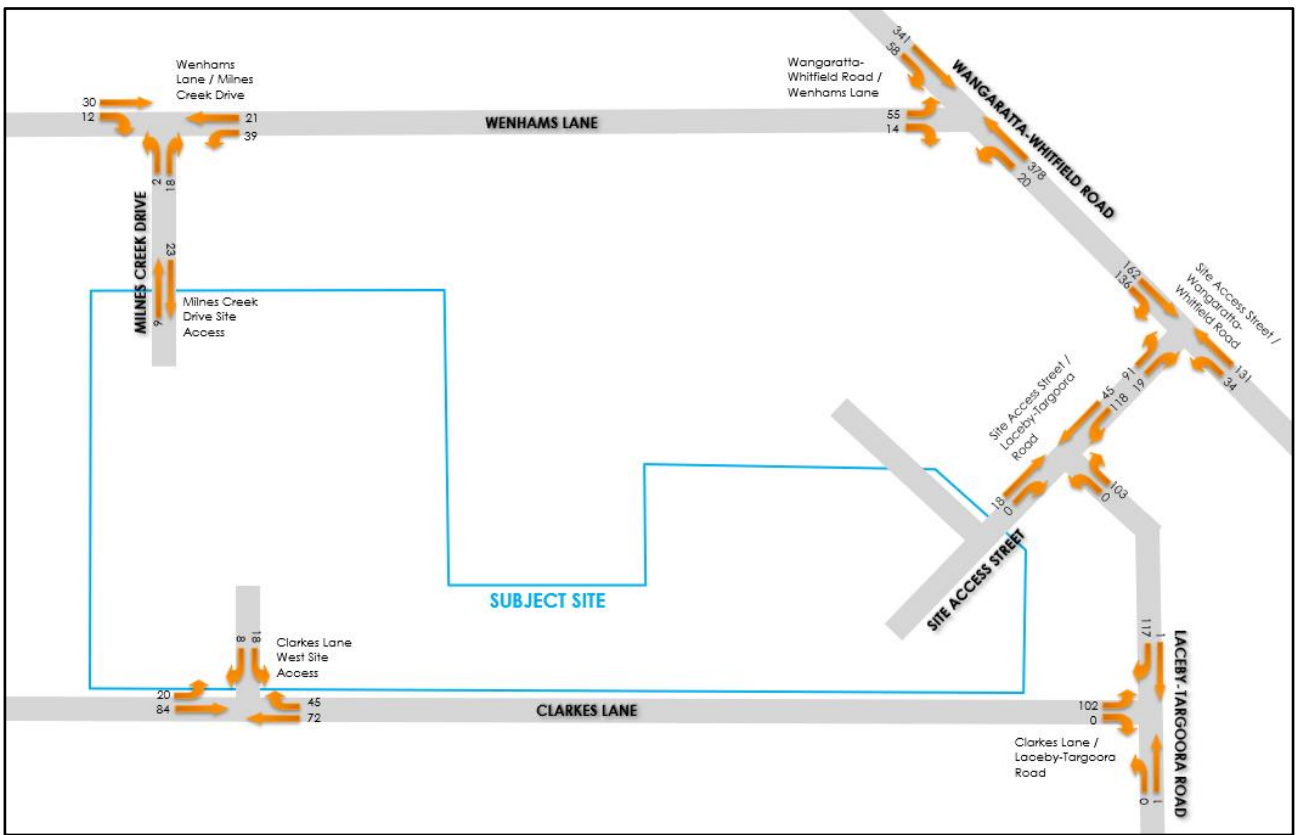 341
58
Wenhams
Lane / Milnes
Creek Drive
Wangaratta-
Whitfield Road /
Wenhams Lane
WANGARATTA-WHITFIELD ROAD
30
12
21
39
WENHAMS LANE
55
14
378
20
2
18
MILNES CREEK DRIVE
23
9
Milnes Creek
Drive Site
Access
162
136
Site Access Street /
Wangaratta-
Whitfield Road
131
34
91
19
45
118
Site Access Street /
Laceby-Targoora
Road
18
0
103
0
SITE ACCESS STREET
SUBJECT SITE
8
18
Clarkes Lane
West Site
Access
20
84
45
72
CLARKES LANE
117
1
LACEBY-TARGOORA ROAD
102
0
Clarkes Lane /
Laceby-Targoora
Road
0
1